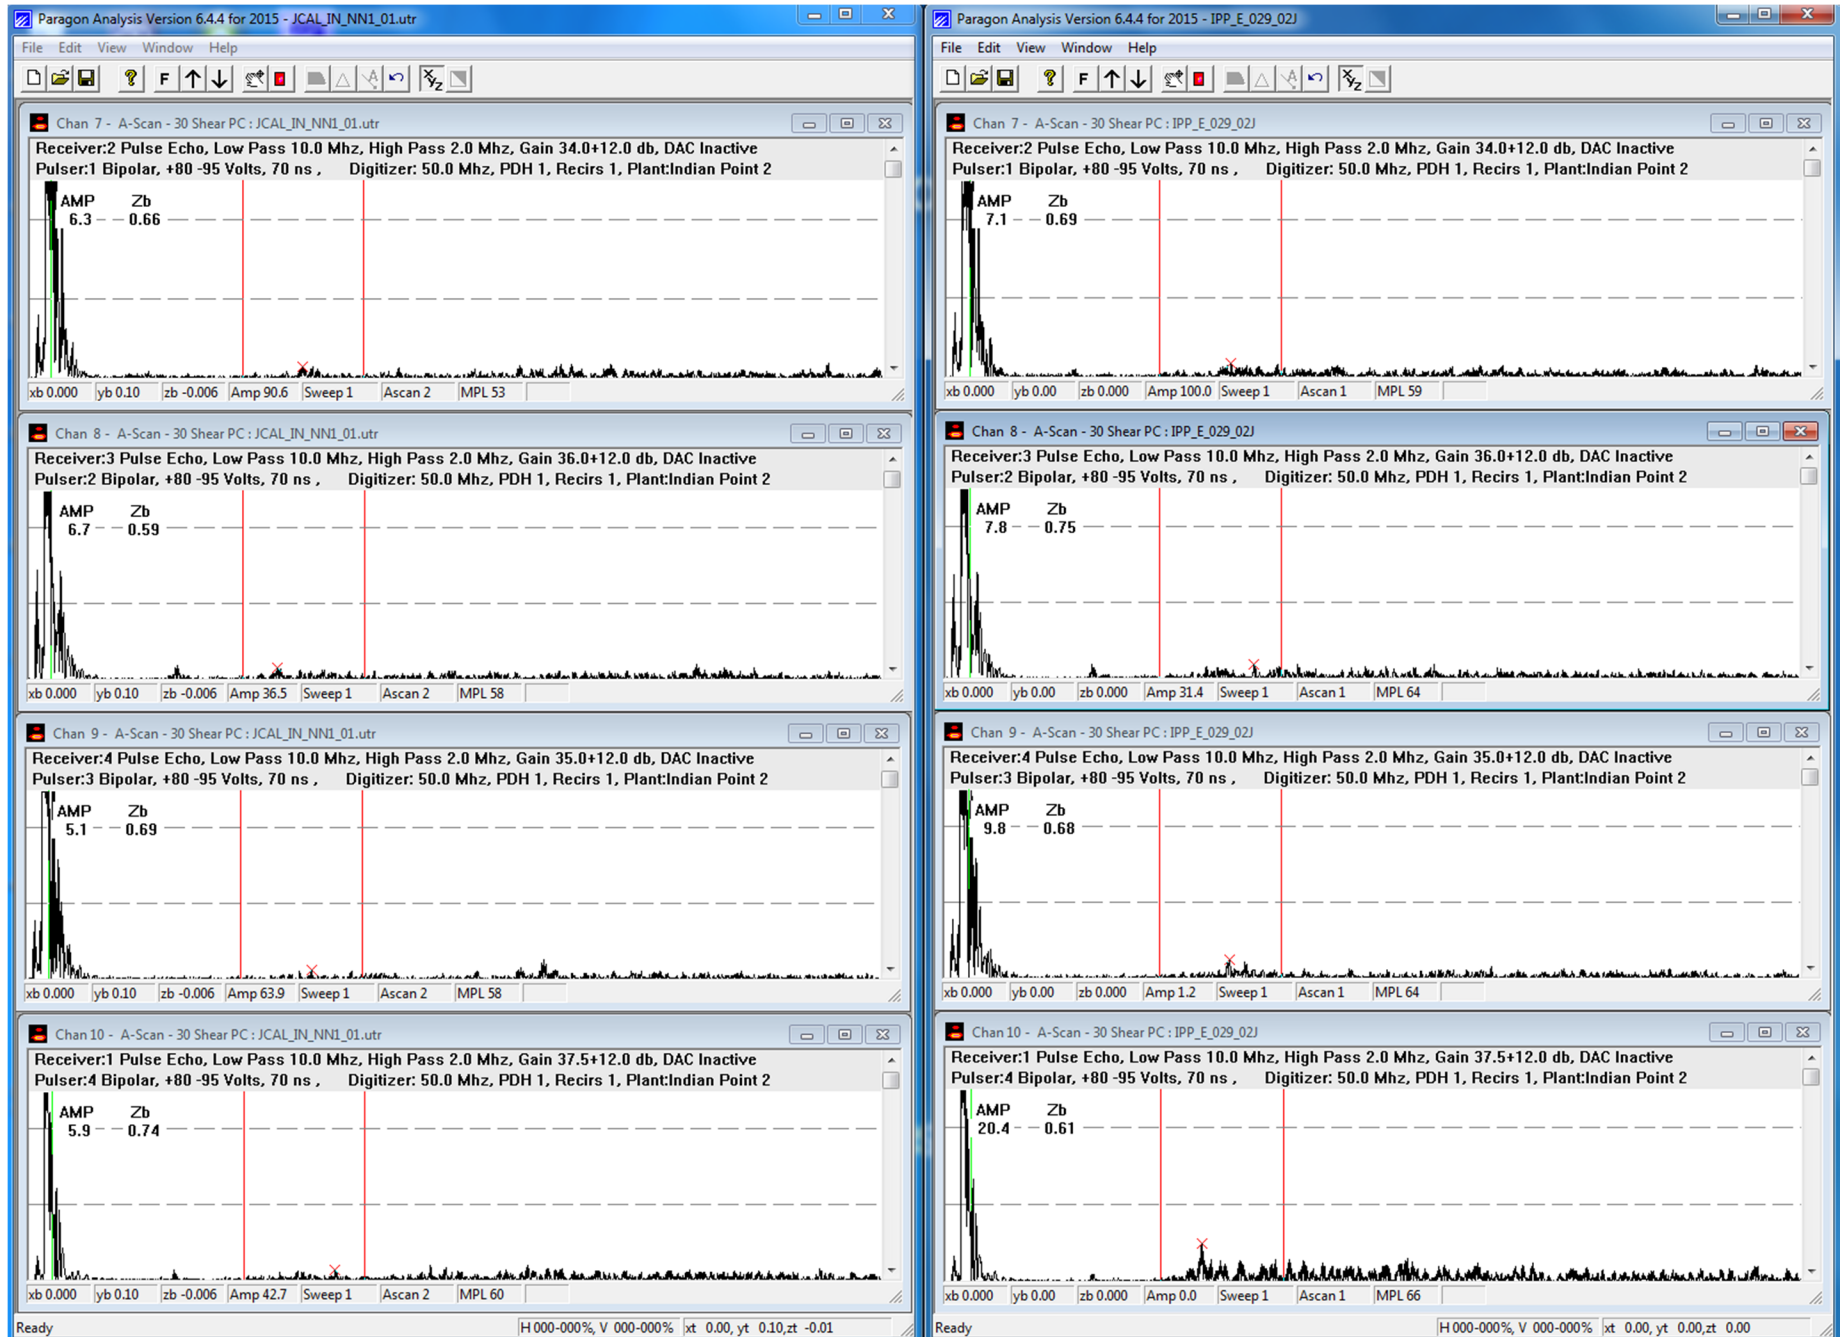 Paragon Analysis Version 6.4.4 for 2015 - JCAL_IN_NN1_01.utr
File Edit View Window Help
Chan 7 - A-Scan - 30 Shear PC : JCAL_IN_NN1_01.utr
Receiver:2 Pulse Echo, Low Pass 10.0 Mhz, High Pass 2.0 Mhz, Gain 34.0+12.0 db, DAC Inactive
Pulser:1 Bipolar, +80 -95 Volts, 70 ns , Digitizer: 50.0 Mhz, PDH 1, Recirs 1, Plant:Indian Point 2
AMP Zb
6.3 0.66
xb 0.000 yb 0.10 zb -0.006 Amp 90.6 Sweep 1 Ascan 2 MPL 53
Chan 8 - A-Scan - 30 Shear PC : JCAL_IN_NN1_01.utr
Receiver:3 Pulse Echo, Low Pass 10.0 Mhz, High Pass 2.0 Mhz, Gain 36.0+12.0 db, DAC Inactive
Pulser:2 Bipolar, +80 -95 Volts, 70 ns , Digitizer: 50.0 Mhz, PDH 1, Recirs 1, Plant:Indian Point 2
AMP Zb
6.7 0.59
xb 0.000 yb 0.10 zb -0.006 Amp 36.5 Sweep 1 Ascan 2 MPL 58
Chan 9 - A-Scan - 30 Shear PC : JCAL_IN_NN1_01.utr
Receiver:4 Pulse Echo, Low Pass 10.0 Mhz, High Pass 2.0 Mhz, Gain 35.0+12.0 db, DAC Inactive
Pulser:3 Bipolar, +80 -95 Volts, 70 ns , Digitizer: 50.0 Mhz, PDH 1, Recirs 1, Plant:Indian Point 2
AMP Zb
5.1 0.69
xb 0.000 yb 0.10 zb -0.006 Amp 63.9 Sweep 1 Ascan 2 MPL 58
Chan 10 - A-Scan - 30 Shear PC : JCAL_IN_NN1_01.utr
Receiver:1 Pulse Echo, Low Pass 10.0 Mhz, High Pass 2.0 Mhz, Gain 37.5+12.0 db, DAC Inactive
Pulser:4 Bipolar, +80 -95 Volts, 70 ns , Digitizer: 50.0 Mhz, PDH 1, Recirs 1, Plant:Indian Point 2
AMP Zb
5.9 0.74
xb 0.000 yb 0.10 zb -0.006 Amp 42.7 Sweep 1 Ascan 2 MPL 60
Ready H 000-000%, V 000-000% xt 0.00, yt 0.10,zt -0.01
Paragon Analysis Version 6.4.4 for 2015 - IPP_E_029_02J
File Edit View Window Help
Chan 7 - A-Scan - 30 Shear PC : IPP_E_029_02J
Receiver:2 Pulse Echo, Low Pass 10.0 Mhz, High Pass 2.0 Mhz, Gain 34.0+12.0 db, DAC Inactive
Pulser:1 Bipolar, +80 -95 Volts, 70 ns , Digitizer: 50.0 Mhz, PDH 1, Recirs 1, Plant:Indian Point 2
AMP Zb
7.1 0.69
xb 0.000 yb 0.00 zb 0.000 Amp 100.0 Sweep 1 Ascan 1 MPL 59
Chan 8 - A-Scan - 30 Shear PC : IPP_E_029_02J
Receiver:3 Pulse Echo, Low Pass 10.0 Mhz, High Pass 2.0 Mhz, Gain 36.0+12.0 db, DAC Inactive
Pulser:2 Bipolar, +80 -95 Volts, 70 ns , Digitizer: 50.0 Mhz, PDH 1, Recirs 1, Plant:Indian Point 2
AMP Zb
7.8 0.75
xb 0.000 yb 0.00 zb 0.000 Amp 31.4 Sweep 1 Ascan 1 MPL 64
Chan 9 - A-Scan - 30 Shear PC : IPP_E_029_02J
Receiver:4 Pulse Echo, Low Pass 10.0 Mhz, High Pass 2.0 Mhz, Gain 35.0+12.0 db, DAC Inactive
Pulser:3 Bipolar, +80 -95 Volts, 70 ns , Digitizer: 50.0 Mhz, PDH 1, Recirs 1, Plant:Indian Point 2
AMP Zb
9.8 0.68
xb 0.000 yb 0.00 zb 0.000 Amp 1.2 Sweep 1 Ascan 1 MPL 64
Chan 10 - A-Scan - 30 Shear PC : IPP_E_029_02J
Receiver:1 Pulse Echo, Low Pass 10.0 Mhz, High Pass 2.0 Mhz, Gain 37.5+12.0 db, DAC Inactive
Pulser:4 Bipolar, +80 -95 Volts, 70 ns , Digitizer: 50.0 Mhz, PDH 1, Recirs 1, Plant:Indian Point 2
AMP Zb
20.4 0.61
xb 0.000 yb 0.00 zb 0.000 Amp 0.0 Sweep 1 Ascan 1 MPL 66
Ready H 000-000%, V 000-000% xt 0.00, yt 0.00,zt 0.00